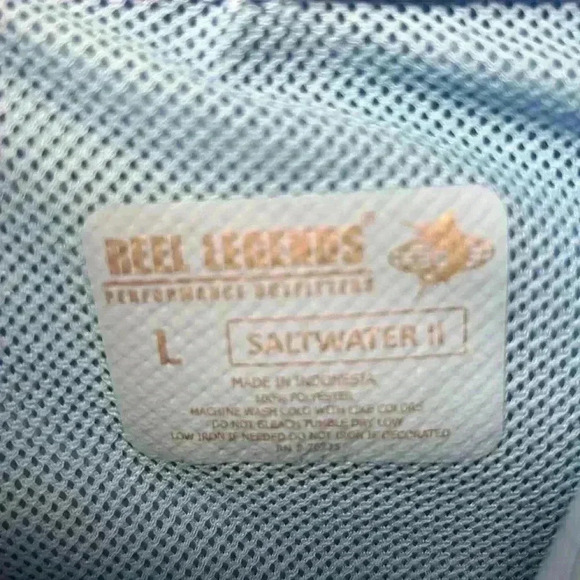 REEL LEGENDS®
PERFORMANCE OUTFITTERS
L
SALTWATER II
MADE IN INDONESIA
100% POLYESTER
MACHINE WASH COLD WITH LIKE COLORS
DO NOT BLEACH TUMBLE DRY LOW
LOW IRON IF NEEDED DO NOT IRON IF DECORATED
RN #